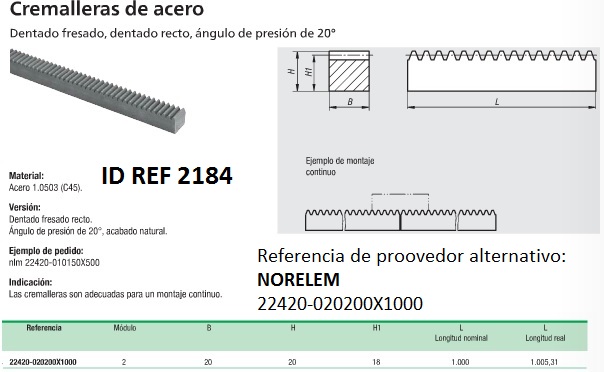 Cremalleras de acero
Dentado fresado, dentado recto, ángulo de presión de 20°
H
H1
B
L
Ejemplo de montaje
continuo
Material:
Acero 1.0503 (C45).
ID REF 2184
Versión:
Dentado fresado recto.
Ángulo de presión de 20°, acabado natural.
Ejemplo de pedido:
nlm 22420-010150X500
Indicación:
Las cremalleras son adecuadas para un montaje continuo.
Referencia de proovedor alternativo:
NORELEM
22420-020200X1000
Referencia Módulo B H H1 L L
Longitud nominal Longitud real
22420-020200X1000 2 20 20 18 1.000 1.005,31